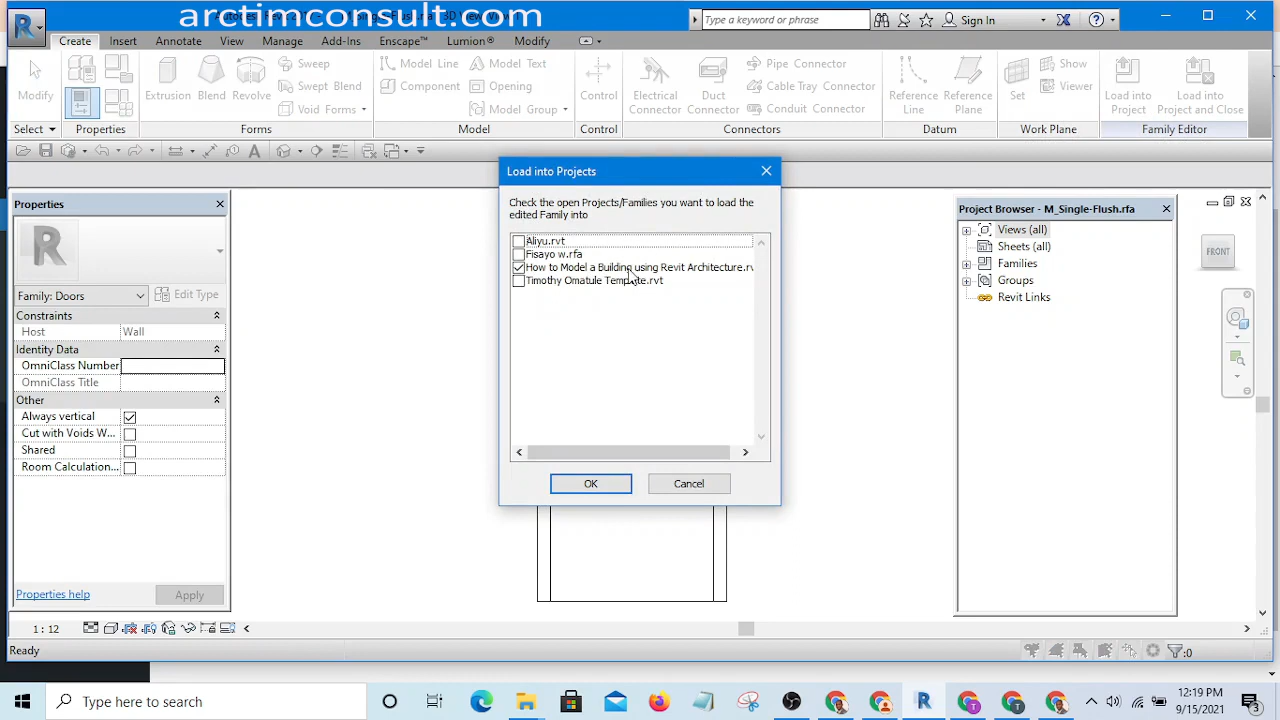 arctimconsult.com
Type a keyword or phrase
Sign In
Create Insert Annotate View Manage Add-Ins Enscape™ Lumion® Modify
Modify
Extrusion Blend Revolve
Sweep
Swept Blend
Void Forms
Model Line
Component
Model Text
Opening
Model Group
Control
Electrical Connector
Duct Connector
Pipe Connector
Cable Tray Connector
Conduit Connector
Reference Line
Reference Plane
Set
Show
Viewer
Load into Project
Load into Project and Close
Select Properties Forms Model Control Connectors Datum Work Plane Family Editor
Properties
Family: Doors
Edit Type
Constraints
Host Wall
Identity Data
OmniClass Number
OmniClass Title
Other
Always vertical
Cut with Voids W...
Shared
Room Calculation...
Properties help
Apply
Load into Projects
Check the open Projects/Families you want to load the
edited Family into
Aliyu.rvt
Fisayo w.rfa
How to Model a Building using Revit Architecture.rv
Timothy Omatule Template.rvt
OK Cancel
Project Browser - M_Single-Flush.rfa
Views (all)
Sheets (all)
Families
Groups
Revit Links
FRONT
1 : 12
Ready
:0
Type here to search
12:19 PM
9/15/2021
3